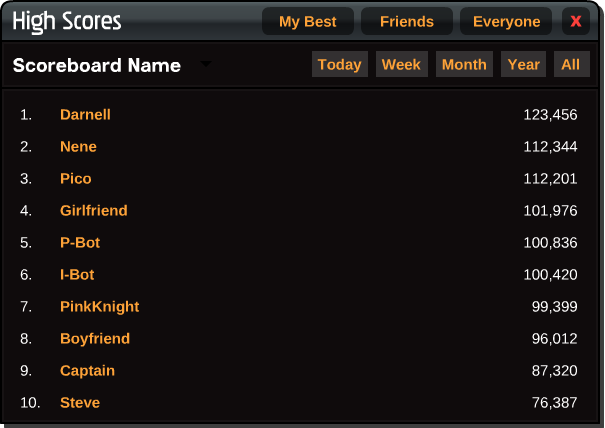 High Scores My Best Friends Everyone X
Scoreboard Name Today Week Month Year All
1. Darnell 123,456
2. Nene 112,344
3. Pico 112,201
4. Girlfriend 101,976
5. P-Bot 100,836
6. I-Bot 100,420
7. PinkKnight 99,399
8. Boyfriend 96,012
9. Captain 87,320
10. Steve 76,387